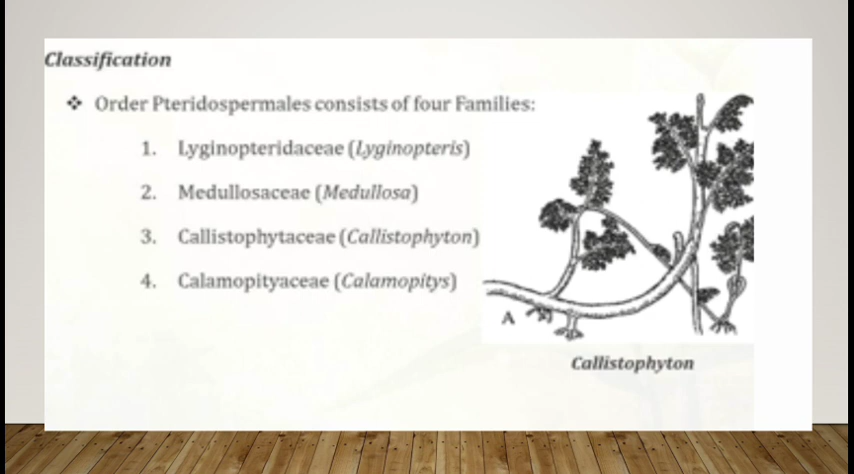 Classification
❖ Order Pteridospermales consists of four Families:
1. Lyginopteridaceae (Lyginopteris)
2. Medullosaceae (Medullosa)
3. Callistophytaceae (Callistophyton)
4. Calamopityaceae (Calamopitys)
A
Callistophyton